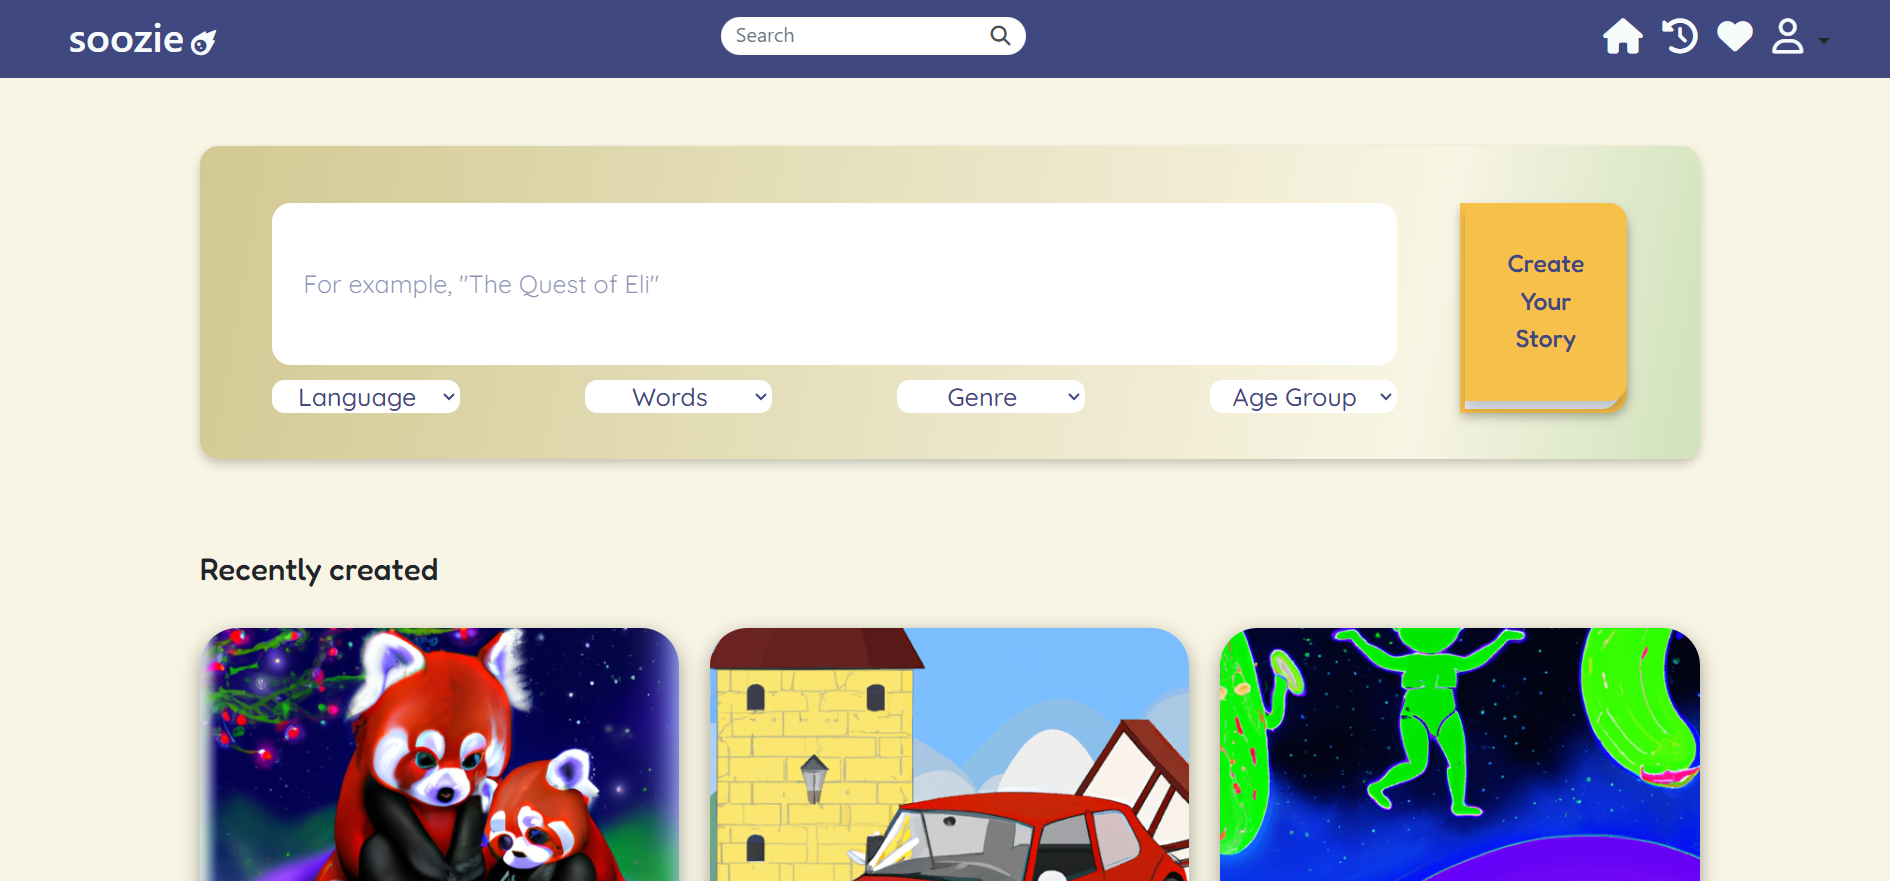 soozie
Search
For example, "The Quest of Eli"
Create
Your
Story
Language
Words
Genre
Age Group
Recently created